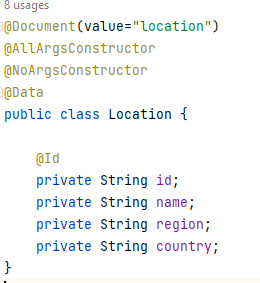 8 usages
@Document(value="location")
@AllArgsConstructor
@NoArgsConstructor
@Data
public class Location {
@Id
private String id;
private String name;
private String region;
private String country;
}